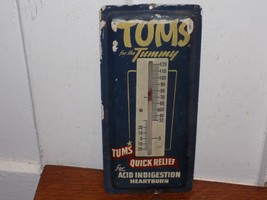 TUMS
for the Tummy
TUMS
QUICK RELIEF
For
ACID INDIGESTION
HEARTBURN